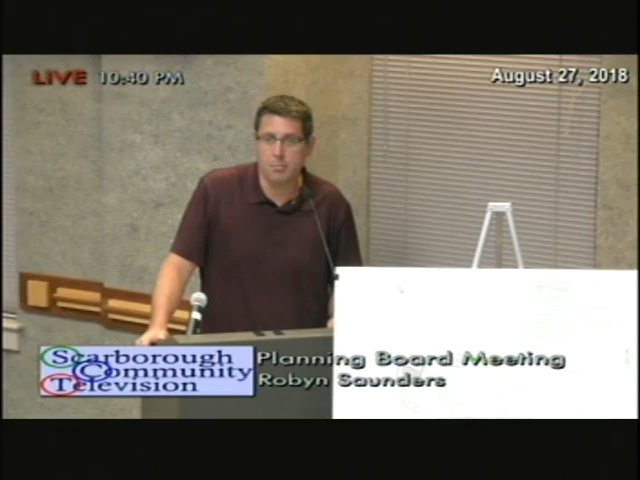 LIVE 10:40 PM
August 27, 2018
Scarborough Community Television
Planning Board Meeting
Robyn Saunders